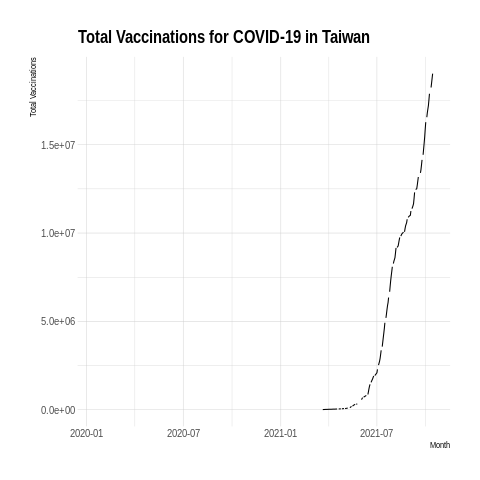 Total Vaccinations for COVID-19 in Taiwan
Total Vaccinations
1.5e+07
1.0e+07
5.0e+06
0.0e+00
2020-01
2020-07
2021-01
2021-07
Month